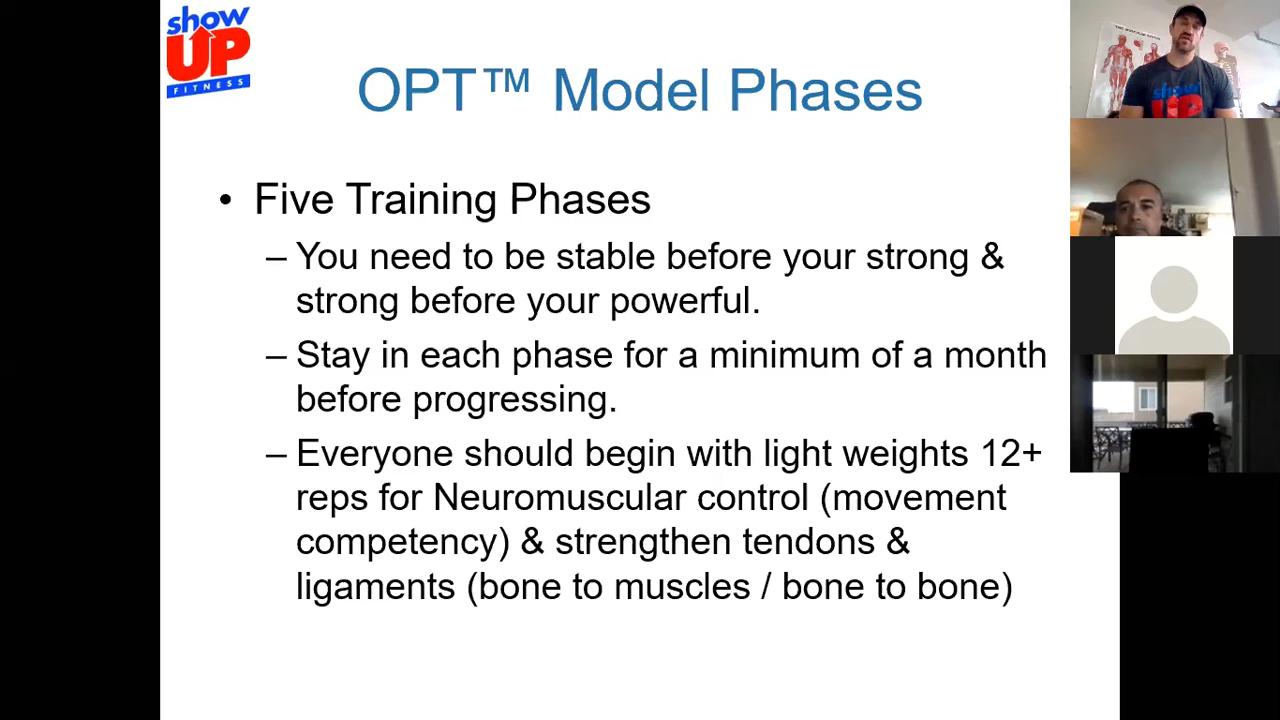 show
UP
FITNESS
OPT™ Model Phases
• Five Training Phases
– You need to be stable before your strong &
strong before your powerful.
– Stay in each phase for a minimum of a month
before progressing.
– Everyone should begin with light weights 12+
reps for Neuromuscular control (movement
competency) & strengthen tendons &
ligaments (bone to muscles / bone to bone)
show
UP